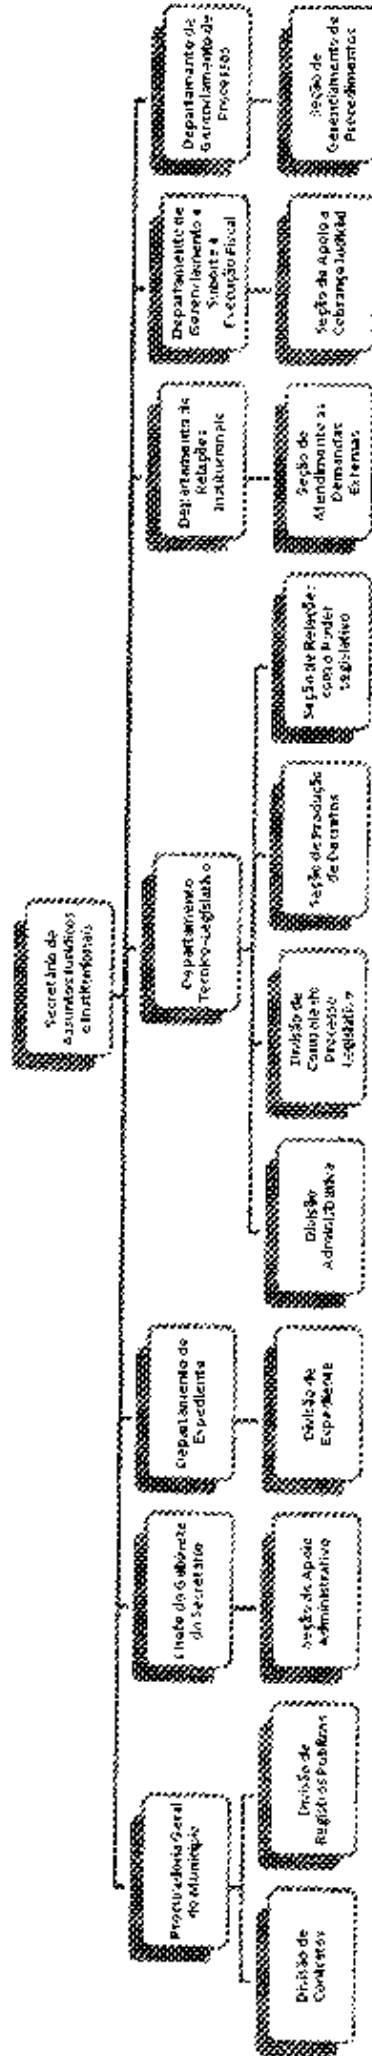 Secretário de
Assuntos Jurídicos
e Institucionais
Procuradoria Geral
do Município
Chefe do Gabinete
do Secretário
Departamento de
Expediente
Departamento
Técnico-Legislativo
Departamento de
Relações
Institucionais
Departamento de
Gerenciamento e
Suporte a
Execução Fiscal
Departamento de
Gerenciamento de
Processos
Divisão de
Contratos
Divisão de
Registros Públicos
Seção de Apoio
Administrativo
Divisão de
Expediente
Divisão
Administrativa
Divisão de
Controle do
Processo
Legislativo
Seção de Produção
de Decretos
Seção de Relações
com o Poder
Legislativo
Seção de
Atendimento as
Demandas
Externas
Seção de Apoio a
Cobrança Judicial
Seção de
Gerenciamento de
Procedimentos